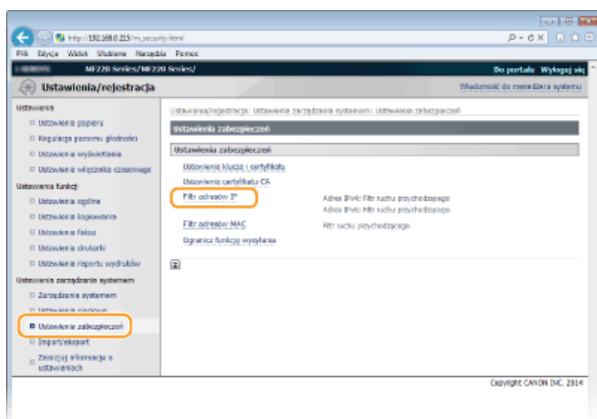 http://192.168.0.215/m_security.html
Plik Edycja Widok Ulubione Narzędzia Pomoc
MF220 Series/MF220 Series/
Do portalu Wyloguj się
Ustawienia/rejestracja
Wiadomość do menedżera systemu
Ustawienia
Ustawienia papieru
Regulacja poziomu głośności
Ustawienia wyświetlania
Ustawienia włącznika czasowego
Ustawienia funkcji
Ustawienia ogólne
Ustawienia kopiowania
Ustawienia faksu
Ustawienia drukarki
Ustawienia raportu wydruków
Ustawienia zarządzania systemem
Zarządzanie systemem
Ustawienia sieciowe
Ustawienia zabezpieczeń
Import/eksport
Zainicjuj informacje o
ustawieniach
Ustawienia/rejestracja: Ustawienia zarządzania systemem: Ustawienia zabezpieczeń
Ustawienia zabezpieczeń
Ustawienia zabezpieczeń
Ustawienia klucza i certyfikatu
Ustawienia certyfikatu CA
Filtr adresów IP
Adres IPv4: Filtr ruchu przychodzącego
Adres IPv6: Filtr ruchu przychodzącego
Filtr adresów MAC
Filtr ruchu przychodzącego
Ogranicz funkcję wysyłania
Copyright CANON INC. 2014